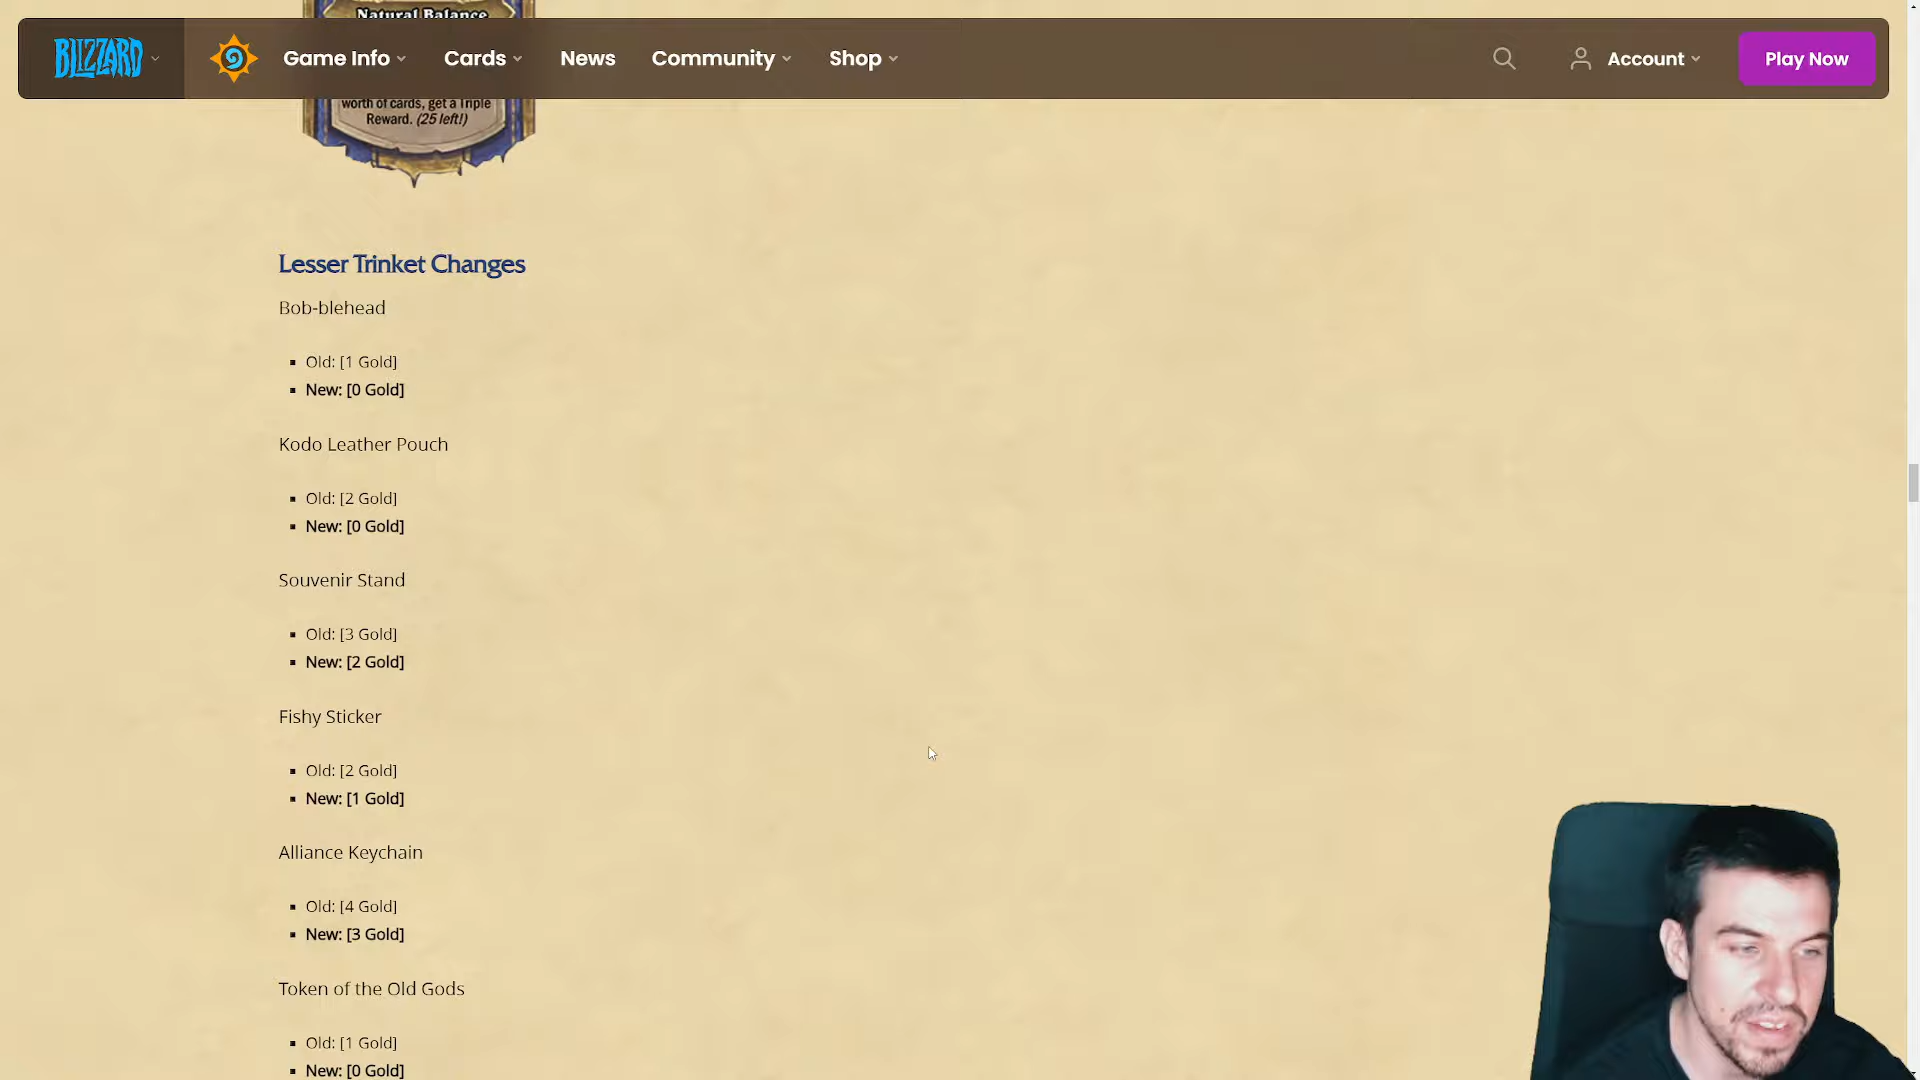 Natural Balance
BLIZZARD
Game Info
Cards
News
Community
Shop
Account
Play Now
worth of cards, get a Triple
Reward. (25 left!)
Lesser Trinket Changes
Bob-blehead
Old: [1 Gold]
New: [0 Gold]
Kodo Leather Pouch
Old: [2 Gold]
New: [0 Gold]
Souvenir Stand
Old: [3 Gold]
New: [2 Gold]
Fishy Sticker
Old: [2 Gold]
New: [1 Gold]
Alliance Keychain
Old: [4 Gold]
New: [3 Gold]
Token of the Old Gods
Old: [1 Gold]
New: [0 Gold]